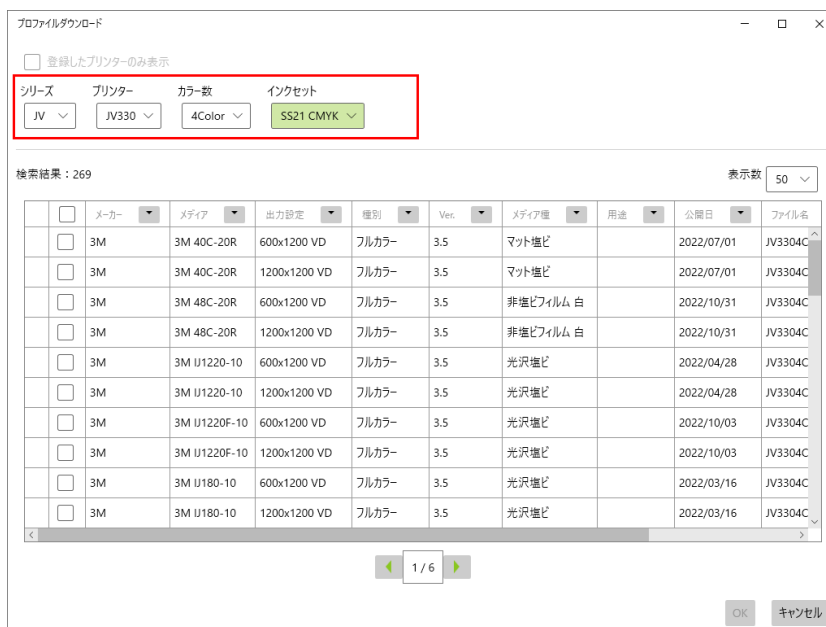 プロファイルダウンロード
登録したプリンターのみ表示
シリーズ プリンター カラー数 インクセット
JV JV330 4Color SS21 CMYK
検索結果：269 表示数 50
メーカー メディア 出力設定 種別 Ver. メディア種 用途 公開日 ファイル名
3M 3M 40C-20R 600x1200 VD フルカラー 3.5 マット塩ビ 2022/07/01 JV3304C
3M 3M 40C-20R 1200x1200 VD フルカラー 3.5 マット塩ビ 2022/07/01 JV3304C
3M 3M 48C-20R 600x1200 VD フルカラー 3.5 非塩ビフィルム 白 2022/10/31 JV3304C
3M 3M 48C-20R 1200x1200 VD フルカラー 3.5 非塩ビフィルム 白 2022/10/31 JV3304C
3M 3M IJ1220-10 600x1200 VD フルカラー 3.5 光沢塩ビ 2022/04/28 JV3304C
3M 3M IJ1220-10 1200x1200 VD フルカラー 3.5 光沢塩ビ 2022/04/28 JV3304C
3M 3M IJ1220F-10 600x1200 VD フルカラー 3.5 光沢塩ビ 2022/10/03 JV3304C
3M 3M IJ1220F-10 1200x1200 VD フルカラー 3.5 光沢塩ビ 2022/10/03 JV3304C
3M 3M IJ180-10 600x1200 VD フルカラー 3.5 光沢塩ビ 2022/03/16 JV3304C
3M 3M IJ180-10 1200x1200 VD フルカラー 3.5 光沢塩ビ 2022/03/16 JV3304C
1 / 6
OK キャンセル